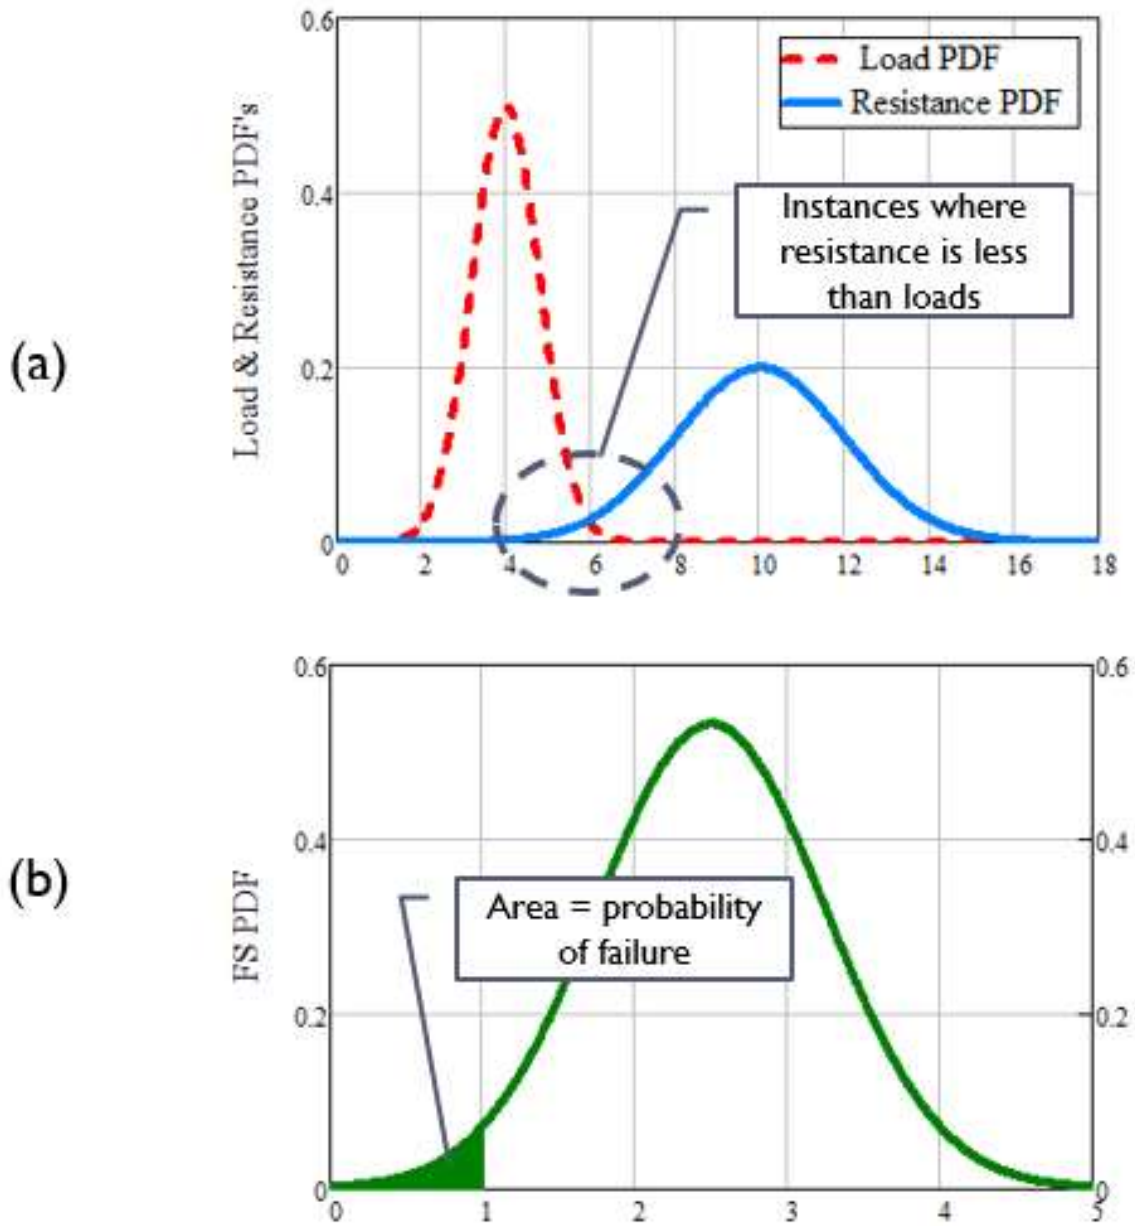 (a)
Load & Resistance PDF's
0.6
0.4
0.2
0
Load PDF
Resistance PDF
Instances where
resistance is less
than loads
0 2 4 6 8 10 12 14 16 18
(b)
FS PDF
0.6
0.4
0.2
0
Area = probability
of failure
0.6
0.4
0.2
0
0 1 2 3 4 5